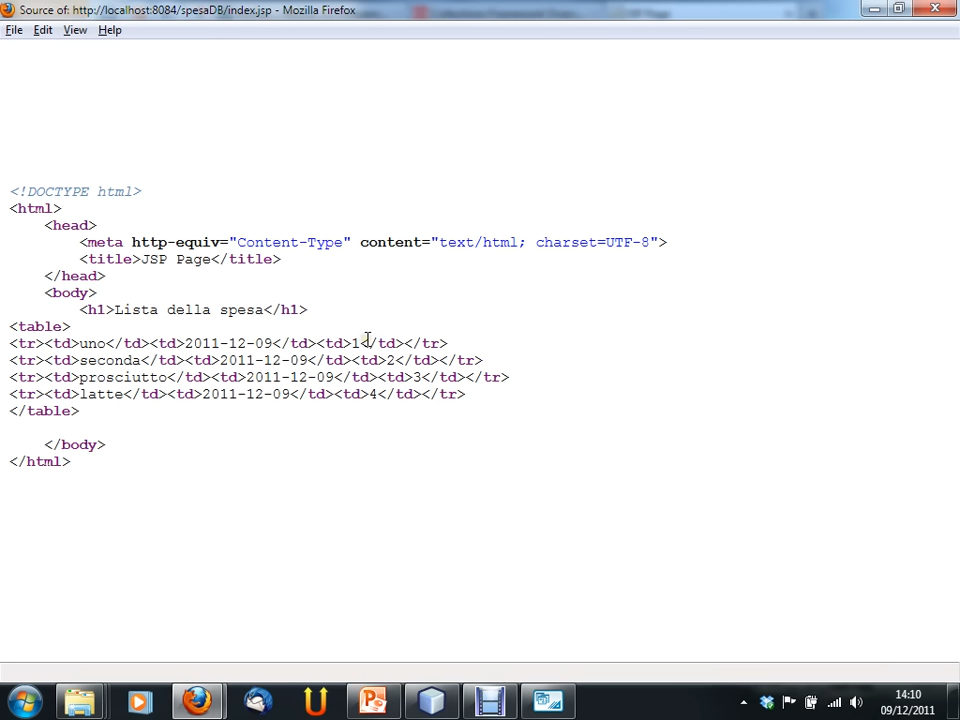 Source of: http://localhost:8084/spesaDB/index.jsp - Mozilla Firefox
File Edit View Help
<!DOCTYPE html>
<html>
<head>
<meta http-equiv="Content-Type" content="text/html; charset=UTF-8">
<title>JSP Page</title>
</head>
<body>
<h1>Lista della spesa</h1>
<table>
<tr><td>uno</td><td>2011-12-09</td><td>1</td></tr>
<tr><td>seconda</td><td>2011-12-09</td><td>2</td></tr>
<tr><td>prosciutto</td><td>2011-12-09</td><td>3</td></tr>
<tr><td>latte</td><td>2011-12-09</td><td>4</td></tr>
</table>
</body>
</html>
14:10
09/12/2011